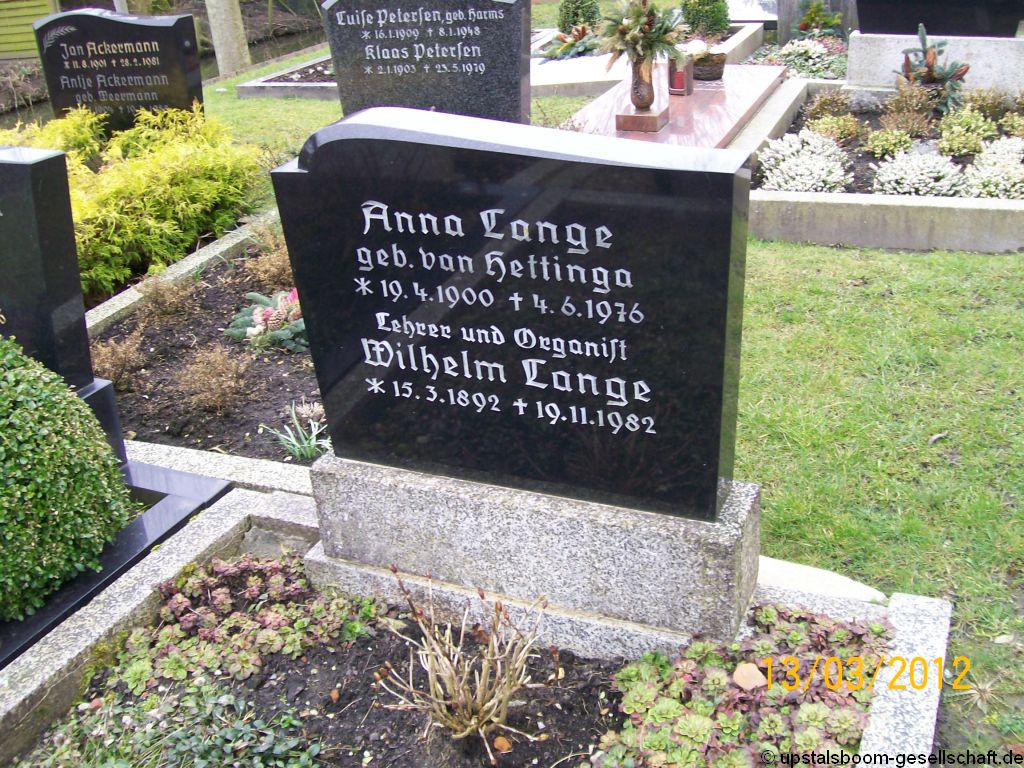 Jan Ackermann
* 11.8.1901 + 28.2.1981
Antje Ackermann
geb. Weermann
Luise Petersen, geb. Harms
* 16.1.1909 + 8.1.1948
Klaas Petersen
* 2.1.1903 + 23.5.1979
Anna Lange
geb. van Hettinga
* 19.4.1900 + 4.6.1976
Lehrer und Organiſt
Wilhelm Lange
* 15.3.1892 + 19.11.1982
13/03/2012
© upstalsboom-gesellschaft.de